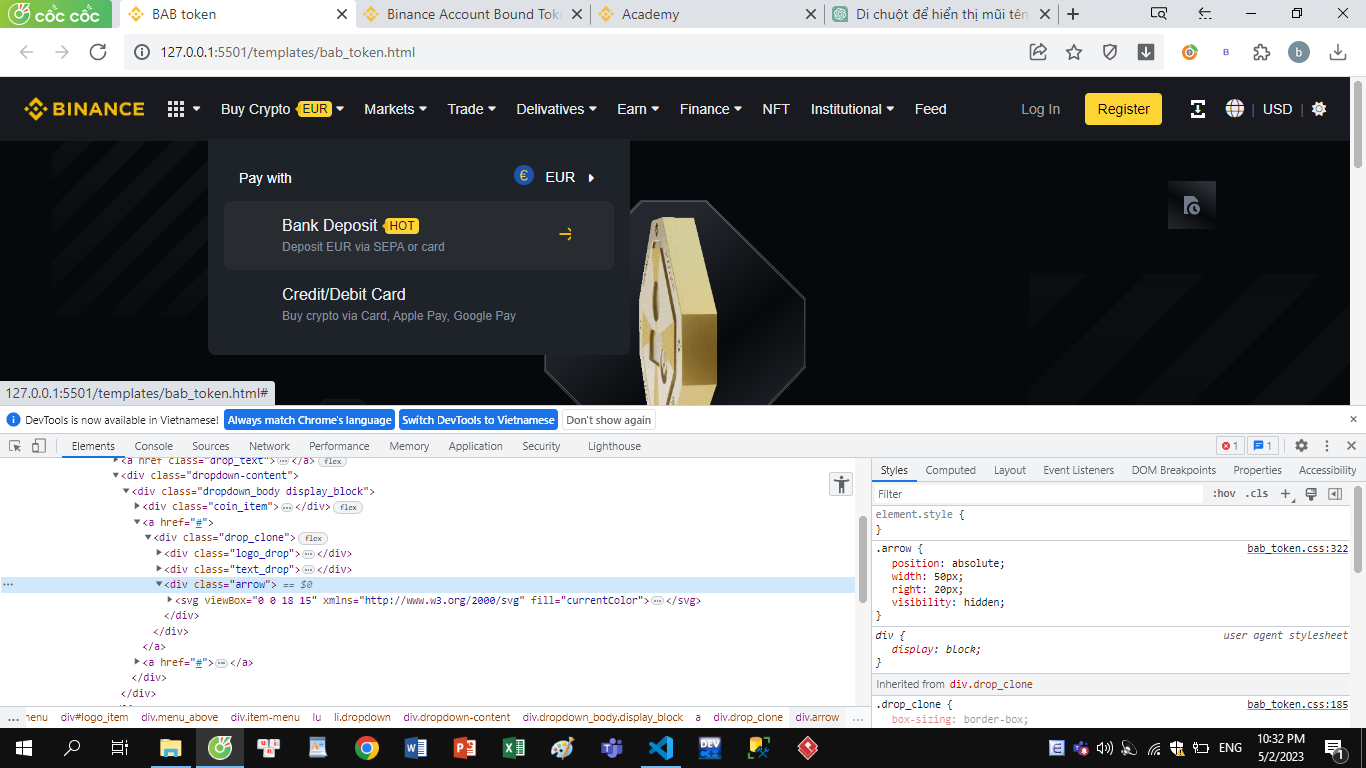 cốc cốc BAB token Binance Account Bound Tok Academy Di chuột để hiển thị mũi tên
127.0.0.1:5501/templates/bab_token.html B b
BINANCE Buy Crypto EUR Markets Trade Delivatives Earn Finance NFT Institutional Feed Log In Register USD
Pay with € EUR
Bank Deposit HOT
Deposit EUR via SEPA or card
Credit/Debit Card
Buy crypto via Card, Apple Pay, Google Pay
127.0.0.1:5501/templates/bab_token.html#
DevTools is now available in Vietnamese! Always match Chrome's language Switch DevTools to Vietnamese Don't show again
Elements Console Sources Network Performance Memory Application Security Lighthouse 1 1
<a href class="drop_text">…</a> flex
<div class="dropdown-content">
<div class="dropdown_body display_block">
<div class="coin_item">…</div> flex
<a href="#">
<div class="drop_clone"> flex
<div class="logo_drop">…</div>
<div class="text_drop">…</div>
… <div class="arrow"> == $0
<svg viewBox="0 0 18 15" xmlns="http://www.w3.org/2000/svg" fill="currentColor">…</svg>
</div>
</div>
</a>
<a href="#">…</a>
</div>
</div>
… nenu div#logo_item div.menu_above div.item-menu lu li.dropdown div.dropdown-content div.dropdown_body.display_block a div.drop_clone div.arrow …
Styles Computed Layout Event Listeners DOM Breakpoints Properties Accessibility
Filter :hov .cls
element.style {
}
.arrow { bab_token.css:322
position: absolute;
width: 50px;
right: 20px;
visibility: hidden;
}
div { user agent stylesheet
display: block;
}
Inherited from div.drop_clone
.drop_clone { bab_token.css:185
box-sizing: border-box;
ENG 10:32 PM
5/2/2023 1